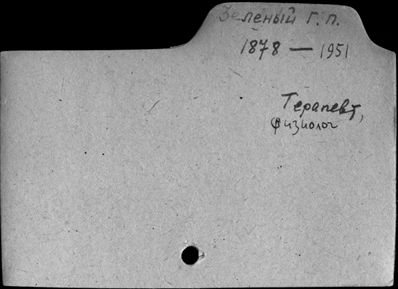 Зеленый Г. П.
1878 — 1951
Терапевт,
физиолог